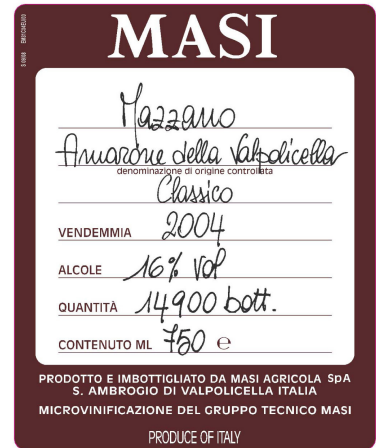 MASI
Mazzano
Amarone della Valpolicella
denominazione di origine controllata
Classico
VENDEMMIA 2004
ALCOLE 16% vol
QUANTITÀ 14900 bott.
CONTENUTO ML 750 e
PRODOTTO E IMBOTTIGLIATO DA MASI AGRICOLA SpA
S. AMBROGIO DI VALPOLICELLA ITALIA
MICROVINIFICAZIONE DEL GRUPPO TECNICO MASI
PRODUCE OF ITALY